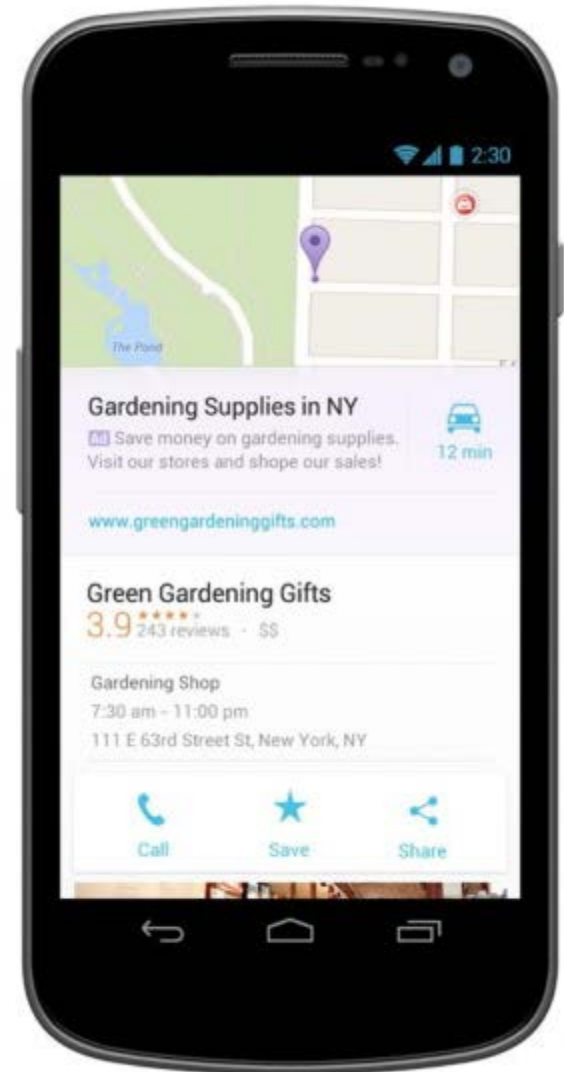 2:30
The Pond
Gardening Supplies in NY
Ad Save money on gardening supplies.
Visit our stores and shope our sales!
12 min
www.greengardeninggifts.com
Green Gardening Gifts
3.9 243 reviews · $$
Gardening Shop
7:30 am - 11:00 pm
111 E 63rd Street St, New York, NY
Call Save Share